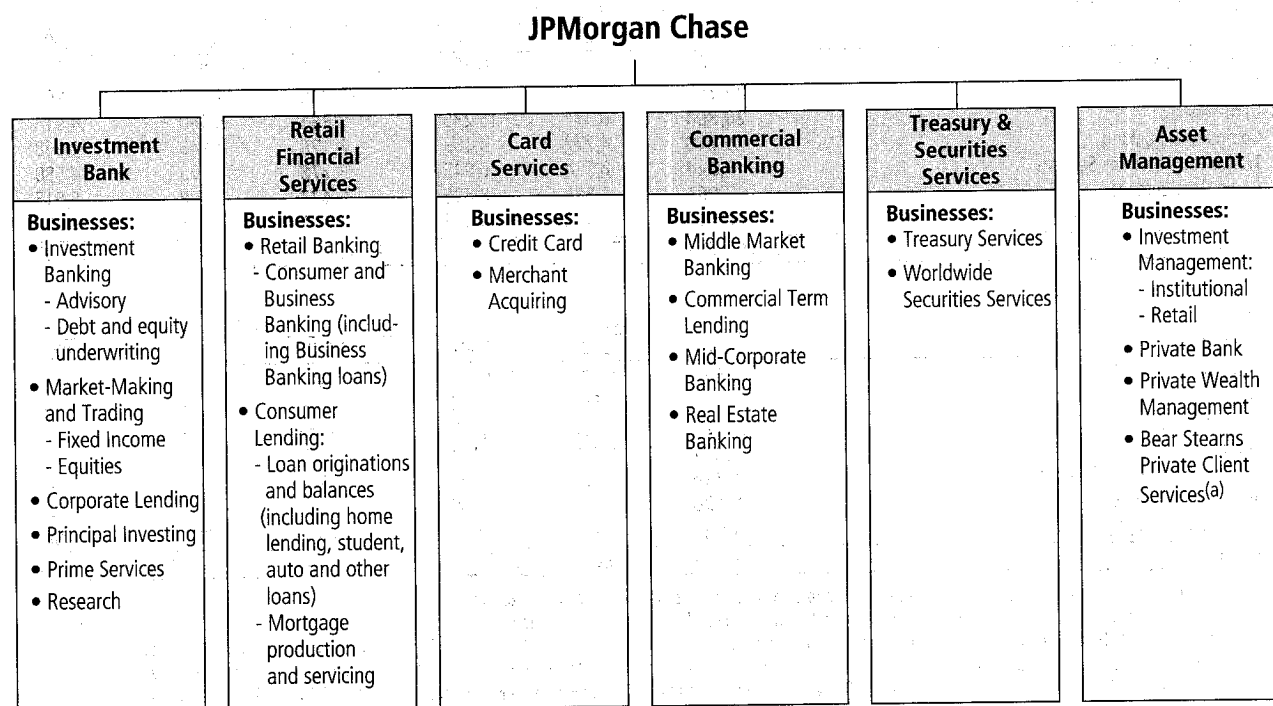 JPMorgan Chase
Investment
Bank
Businesses:
• Investment
Banking
- Advisory
- Debt and equity
underwriting
• Market-Making
and Trading
- Fixed Income
- Equities
• Corporate Lending
• Principal Investing
• Prime Services
• Research
Retail
Financial
Services
Businesses:
• Retail Banking
- Consumer and
Business
Banking (includ-
ing Business
Banking loans)
• Consumer
Lending:
- Loan originations
and balances
(including home
lending, student,
auto and other
loans)
- Mortgage
production
and servicing
Card
Services
Businesses:
• Credit Card
• Merchant
Acquiring
Commercial
Banking
Businesses:
• Middle Market
Banking
• Commercial Term
Lending
• Mid-Corporate
Banking
• Real Estate
Banking
Treasury &
Securities
Services
Businesses:
• Treasury Services
• Worldwide
Securities Services
Asset
Management
Businesses:
• Investment
Management:
- Institutional
- Retail
• Private Bank
• Private Wealth
Management
• Bear Stearns
Private Client
Services(a)